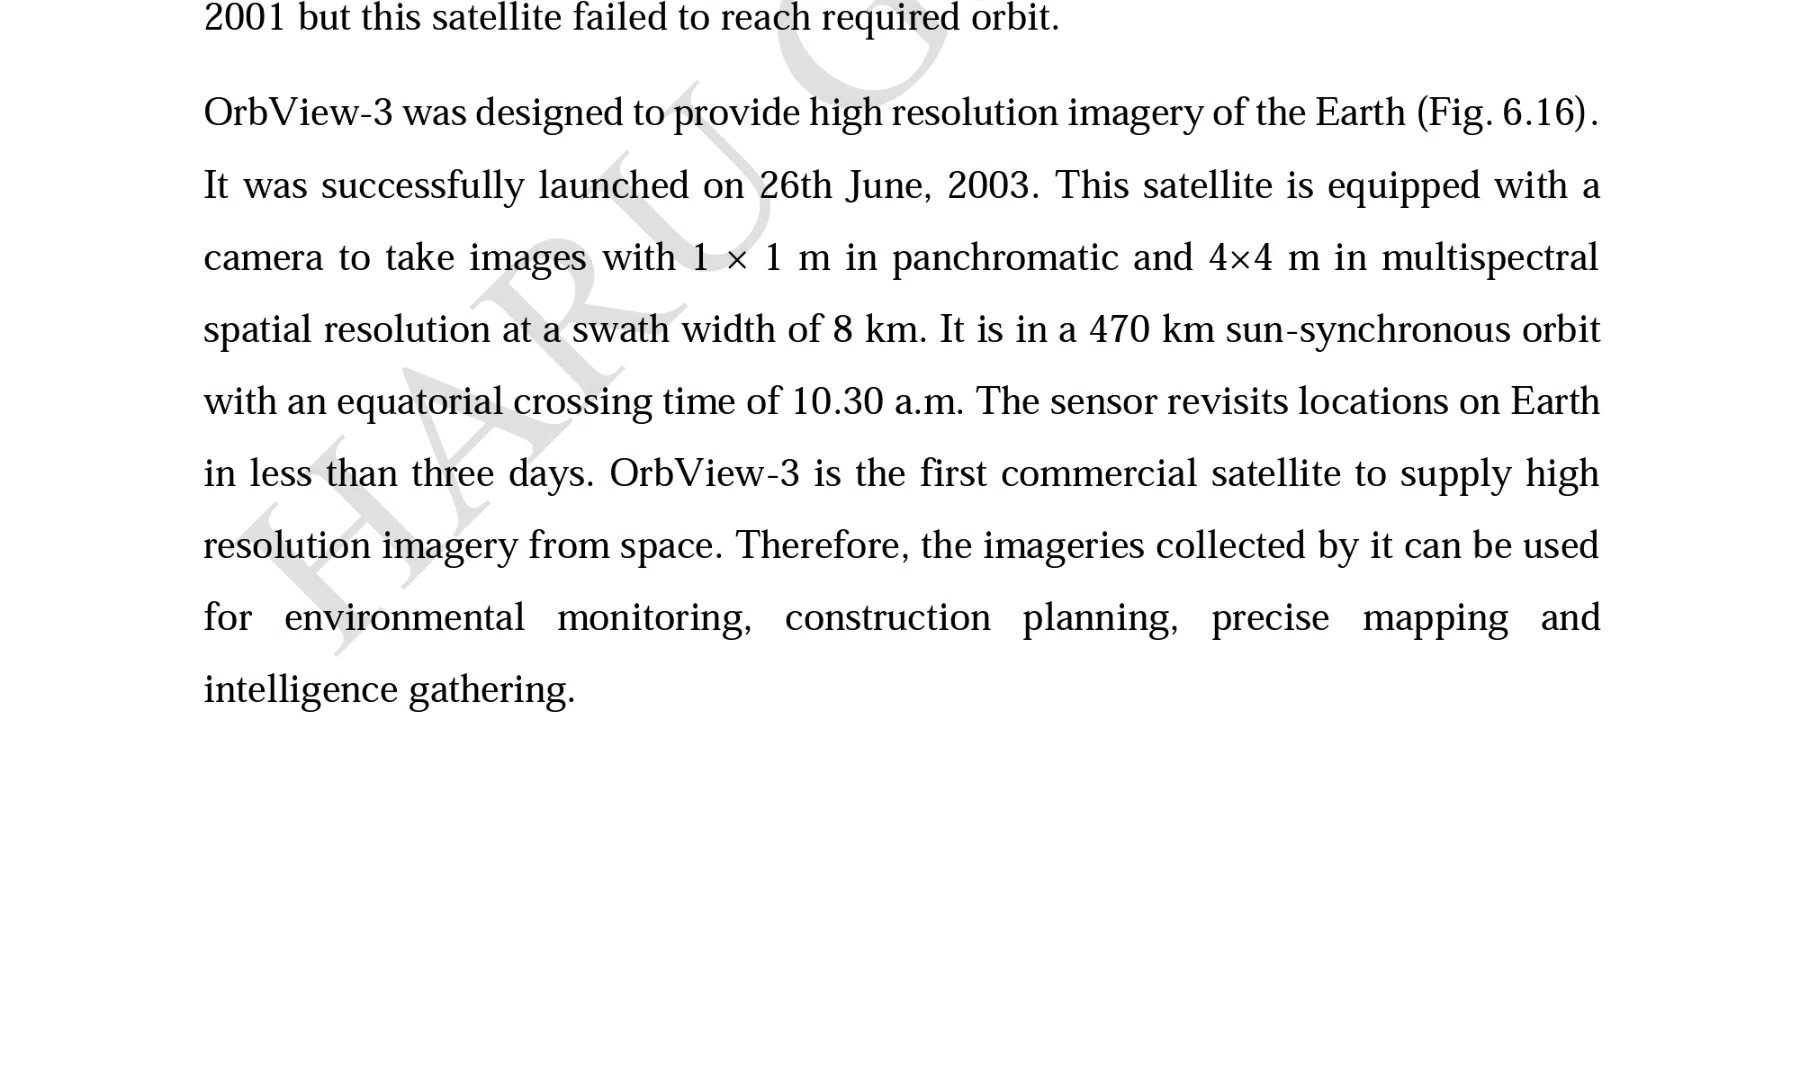 2001 but this satellite failed to reach required orbit.
OrbView-3 was designed to provide high resolution imagery of the Earth (Fig. 6.16).
It was successfully launched on 26th June, 2003. This satellite is equipped with a
camera to take images with 1 × 1 m in panchromatic and 4×4 m in multispectral
spatial resolution at a swath width of 8 km. It is in a 470 km sun-synchronous orbit
with an equatorial crossing time of 10.30 a.m. The sensor revisits locations on Earth
in less than three days. OrbView-3 is the first commercial satellite to supply high
resolution imagery from space. Therefore, the imageries collected by it can be used
for environmental monitoring, construction planning, precise mapping and
intelligence gathering.
HARU G